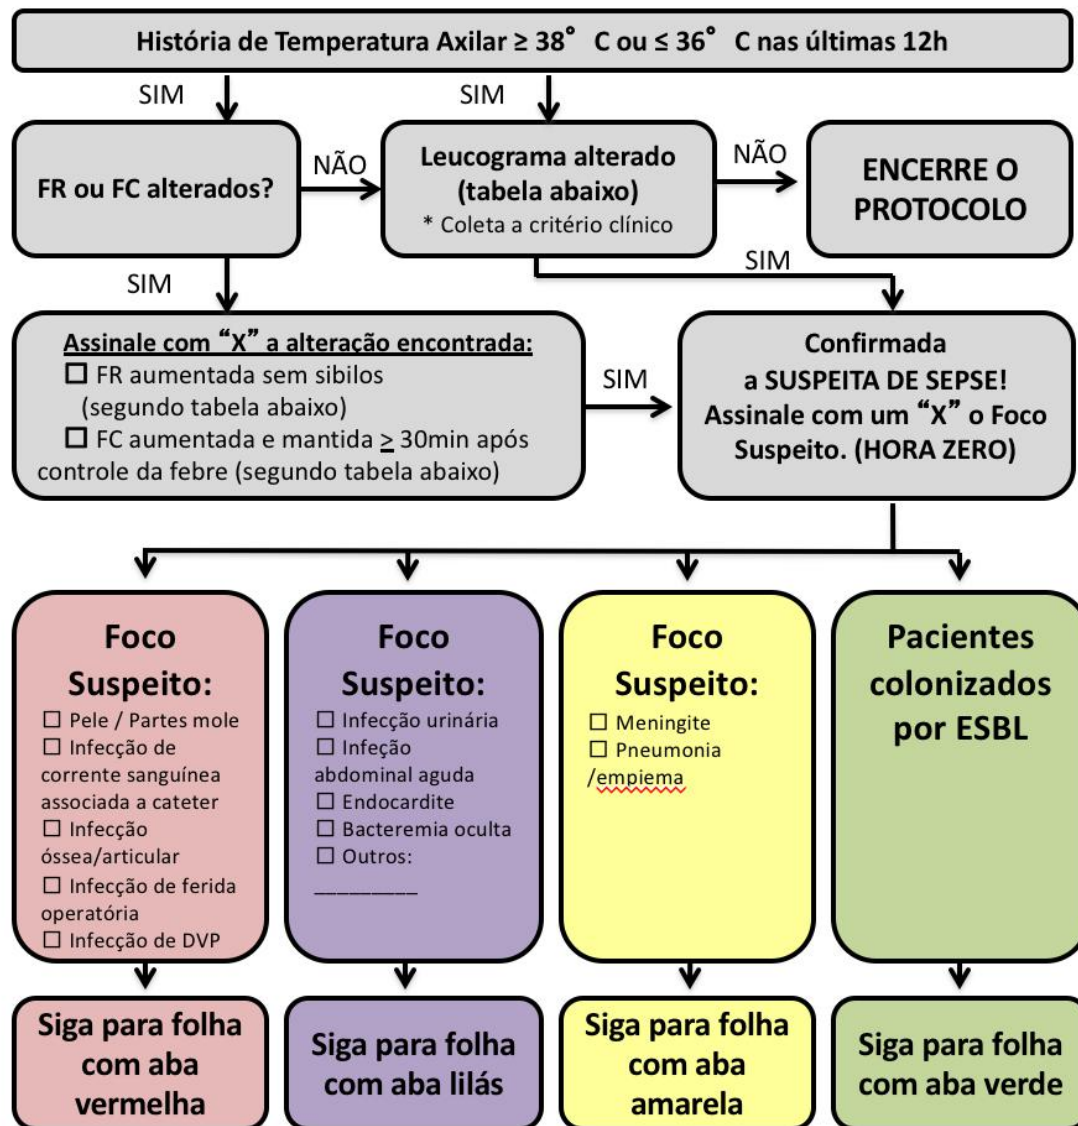 História de Temperatura Axilar ≥ 38° C ou ≤ 36° C nas últimas 12h
SIM
SIM
FR ou FC alterados?
NÃO
Leucograma alterado
(tabela abaixo)
* Coleta a critério clínico
NÃO
ENCERRE O
PROTOCOLO
SIM
SIM
Assinale com “X” a alteração encontrada:
☐ FR aumentada sem sibilos
(segundo tabela abaixo)
☐ FC aumentada e mantida ≥ 30min após
controle da febre (segundo tabela abaixo)
SIM
Confirmada
a SUSPEITA DE SEPSE!
Assinale com um “X” o Foco
Suspeito. (HORA ZERO)
Foco
Suspeito:
☐ Pele / Partes mole
☐ Infecção de
corrente sanguínea
associada a cateter
☐ Infecção
óssea/articular
☐ Infecção de ferida
operatória
☐ Infecção de DVP
Foco
Suspeito:
☐ Infecção urinária
☐ Infeção
abdominal aguda
☐ Endocardite
☐ Bacteremia oculta
☐ Outros:
_________
Foco
Suspeito:
☐ Meningite
☐ Pneumonia
/empiema
Pacientes
colonizados
por ESBL
Siga para folha
com aba
vermelha
Siga para folha
com aba lilás
Siga para folha
com aba
amarela
Siga para folha
com aba verde